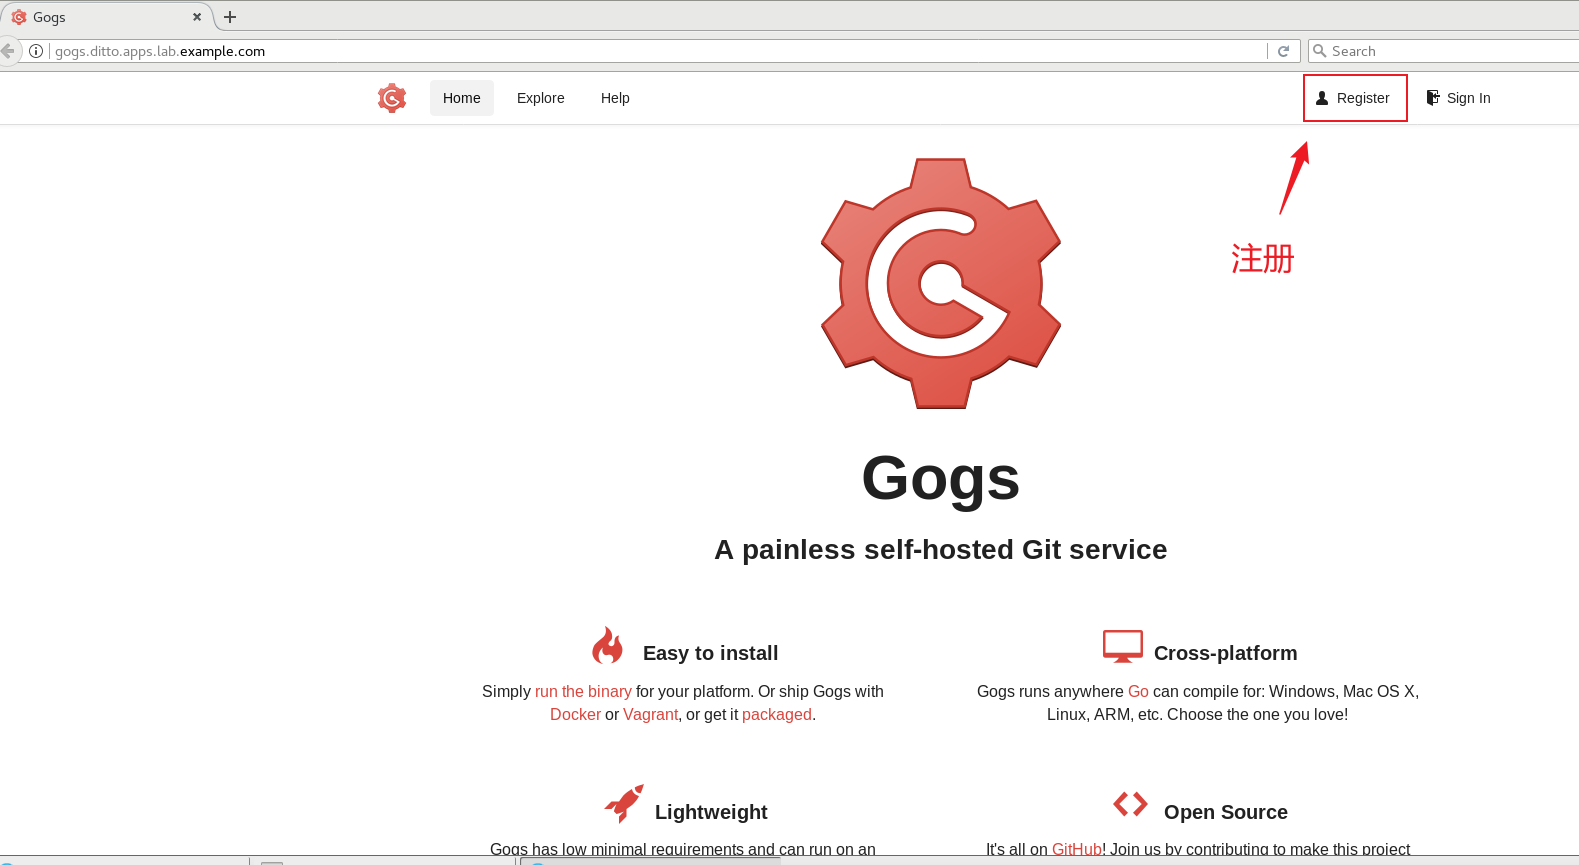 Gogs
gogs.ditto.apps.lab.example.com
Search
Home Explore Help Register Sign In
注册
Gogs
A painless self-hosted Git service
Easy to install
Simply run the binary for your platform. Or ship Gogs with
Docker or Vagrant, or get it packaged.
Cross-platform
Gogs runs anywhere Go can compile for: Windows, Mac OS X,
Linux, ARM, etc. Choose the one you love!
Lightweight
Gogs has low minimal requirements and can run on an
Open Source
It's all on GitHub! Join us by contributing to make this project